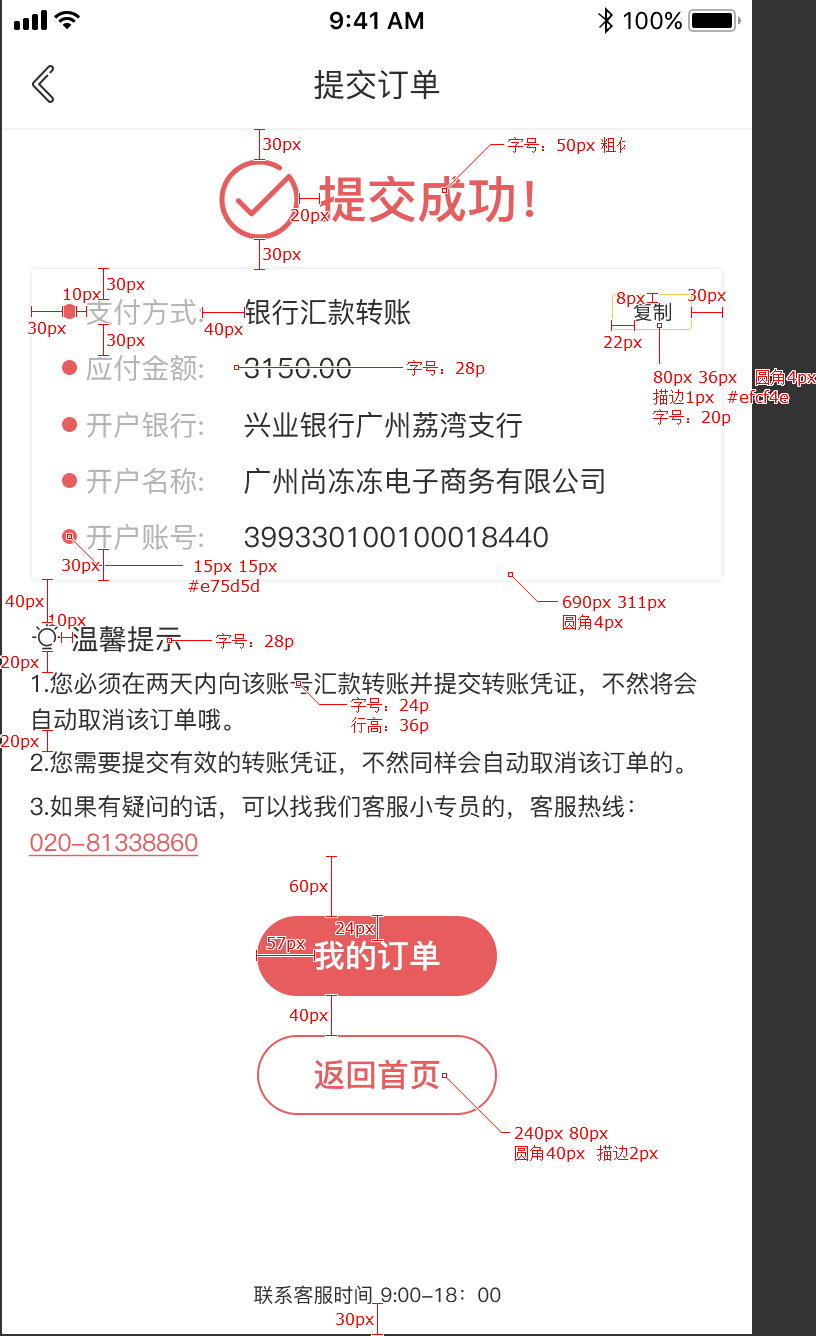 9:41 AM 100%
提交订单
30px
字号：50px 粗体
提交成功！
20px
30px
30px
10px
支付方式:
银行汇款转账
30px
40px
8px
30px
复制
22px
30px
应付金额:
3150.00
字号：28p
80px 36px 圆角4px
描边1px #efcf4e
字号：20p
开户银行:
兴业银行广州荔湾支行
开户名称:
广州尚冻冻电子商务有限公司
开户账号:
399330100100018440
30px
15px 15px
#e75d5d
40px
690px 311px
圆角4px
10px
温馨提示
字号：28p
20px
1.您必须在两天内向该账号汇款转账并提交转账凭证，不然将会
字号：24p
自动取消该订单哦。
行高：36p
20px
2.您需要提交有效的转账凭证，不然同样会自动取消该订单的。
3.如果有疑问的话，可以找我们客服小专员的，客服热线：
020-81338860
60px
24px
57px
我的订单
40px
返回首页
240px 80px
圆角40px 描边2px
联系客服时间 9:00-18：00
30px